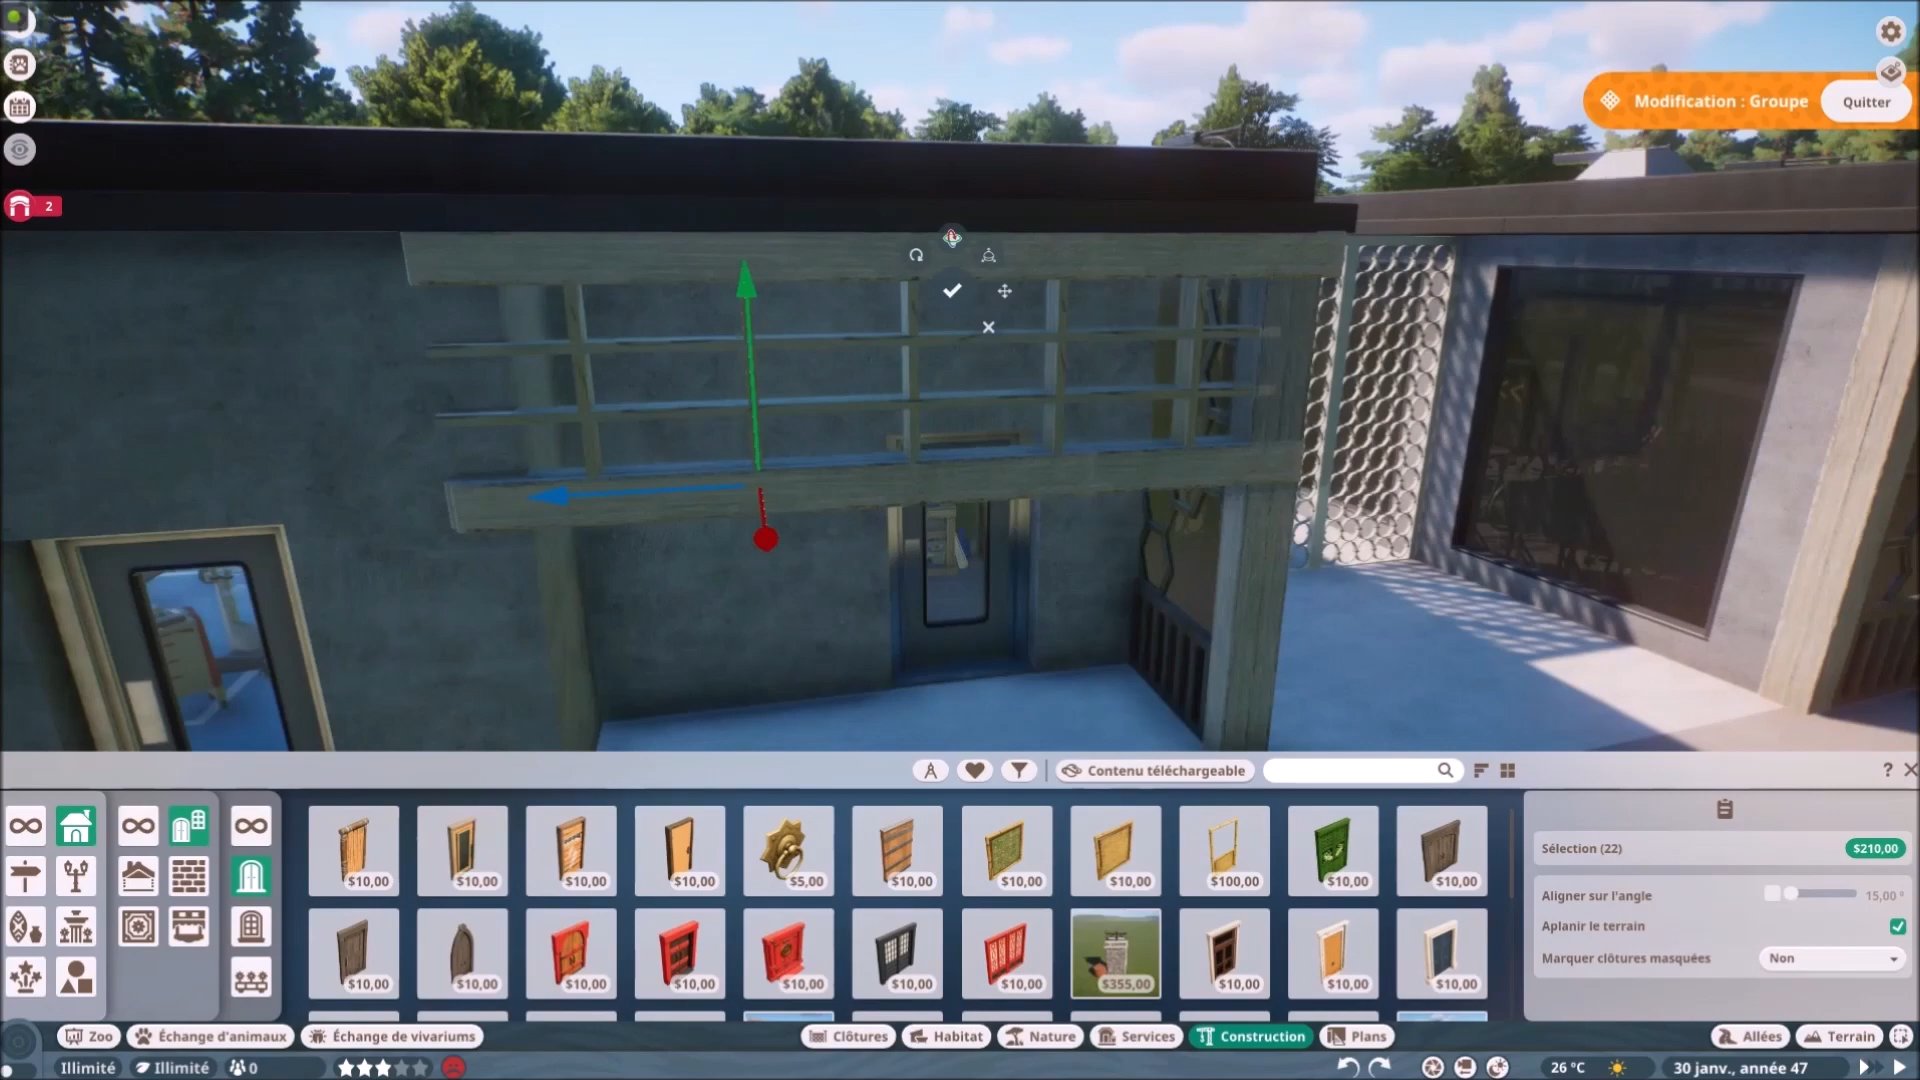 Modification : Groupe
Quitter
2
Contenu téléchargeable
?
$10,00 $10,00 $10,00 $10,00 $5,00 $10,00 $10,00 $10,00 $100,00 $10,00 $10,00
$10,00 $10,00 $10,00 $10,00 $10,00 $10,00 $10,00 $355,00 $10,00 $10,00 $10,00
Sélection (22) $210,00
Aligner sur l'angle 15,00 °
Aplanir le terrain
Marquer clôtures masquées Non
Zoo Échange d'animaux Échange de vivariums Clôtures Habitat Nature Services Construction Plans Allées Terrain
Illimité Illimité 0 26 °C 30 janv., année 47